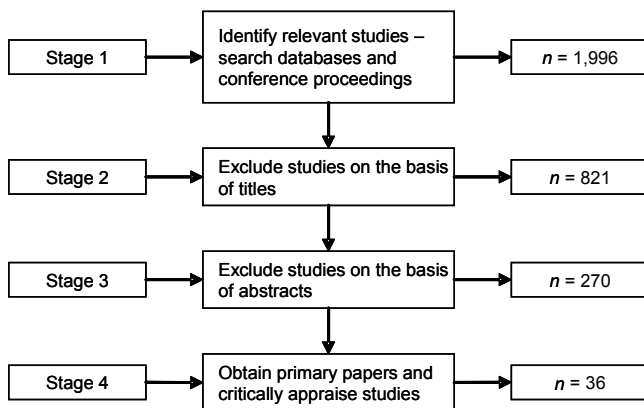 Stage 1
Identify relevant studies –
search databases and
conference proceedings
n = 1,996
Stage 2
Exclude studies on the basis
of titles
n = 821
Stage 3
Exclude studies on the basis
of abstracts
n = 270
Stage 4
Obtain primary papers and
critically appraise studies
n = 36